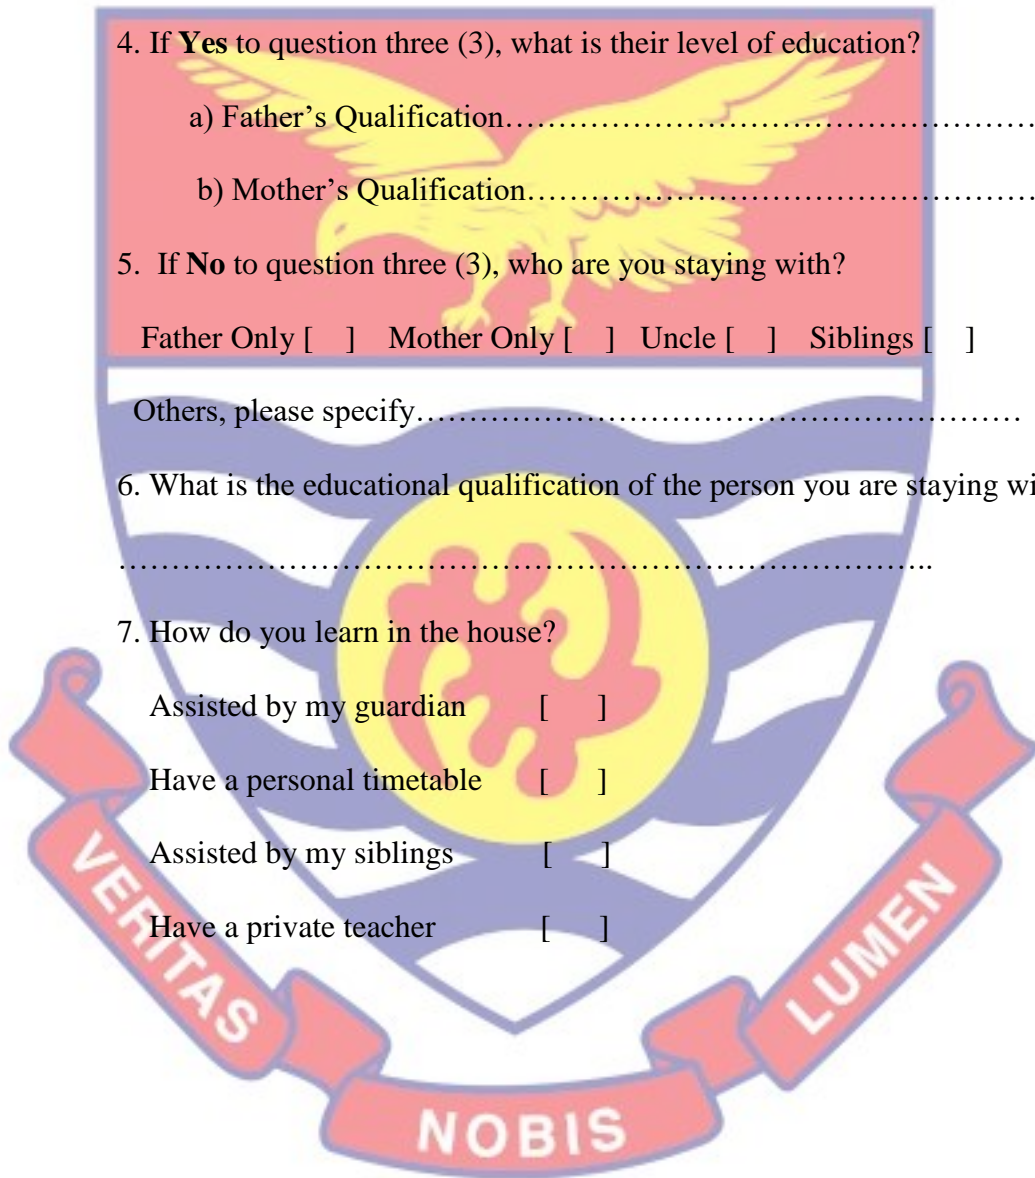 4. If Yes to question three (3), what is their level of education?
a) Father’s Qualification……………………………………………
b) Mother’s Qualification…………………………………………
5. If No to question three (3), who are you staying with?
Father Only [ ] Mother Only [ ] Uncle [ ] Siblings [ ]
Others, please specify…………………………………………………
6. What is the educational qualification of the person you are staying
…………………………………………………………………..
7. How do you learn in the house?
Assisted by my guardian [ ]
Have a personal timetable [ ]
Assisted by my siblings [ ]
Have a private teacher [ ]
VERITAS
NOBIS
LUMEN